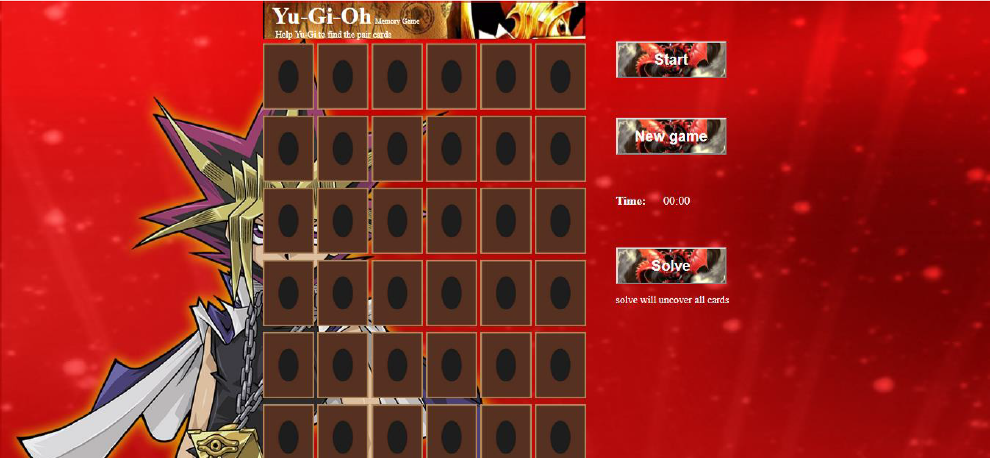 Yu-Gi-Oh Memory Game
Help Yu-Gi to find the pair cards
Start
New game
Time: 00:00
Solve
solve will uncover all cards